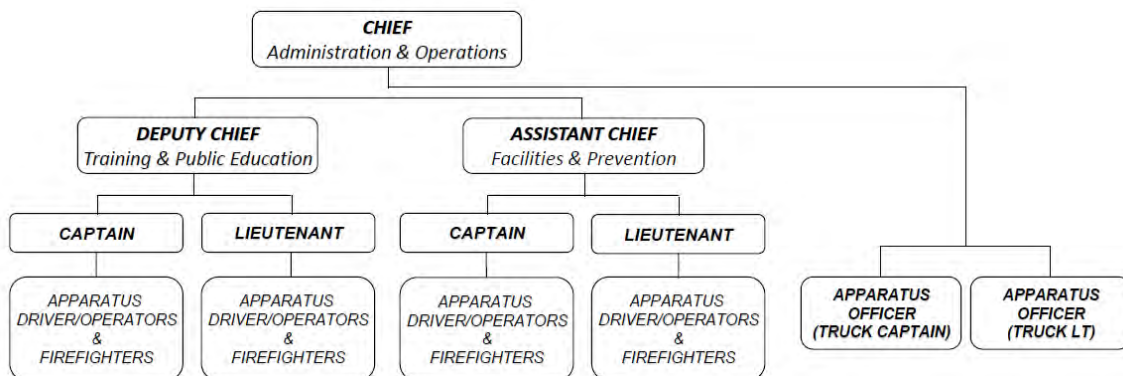 CHIEF
Administration & Operations
DEPUTY CHIEF
Training & Public Education
ASSISTANT CHIEF
Facilities & Prevention
CAPTAIN
LIEUTENANT
CAPTAIN
LIEUTENANT
APPARATUS
DRIVER/OPERATORS
&
FIREFIGHTERS
APPARATUS
DRIVER/OPERATORS
&
FIREFIGHTERS
APPARATUS
DRIVER/OPERATORS
&
FIREFIGHTERS
APPARATUS
DRIVER/OPERATORS
&
FIREFIGHTERS
APPARATUS
OFFICER
(TRUCK CAPTAIN)
APPARATUS
OFFICER
(TRUCK LT)